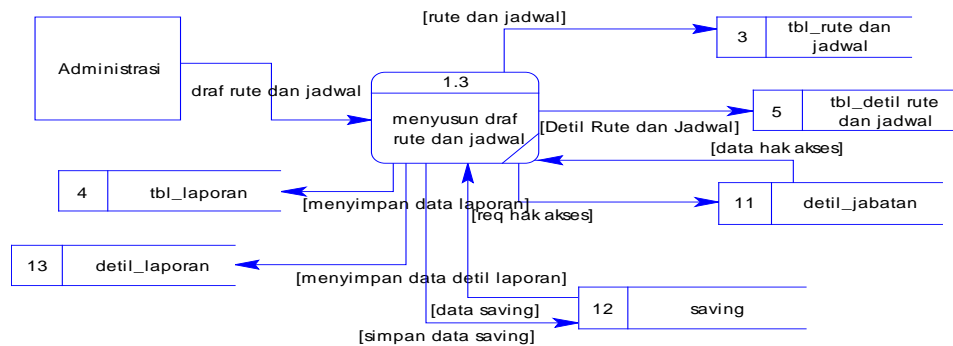 [rute dan jadwal]
3
tbl_rute dan
jadwal
Administrasi
draf rute dan jadwal
1.3
menyusun draf
rute dan jadwal
5
tbl_detil rute
dan jadwal
[Detil Rute dan Jadwal]
[data hak akses]
4
tbl_laporan
[menyimpan data laporan]
[req hak akses]
11
detil_jabatan
13
detil_laporan
[menyimpan data detil laporan]
[data saving]
12
saving
[simpan data saving]